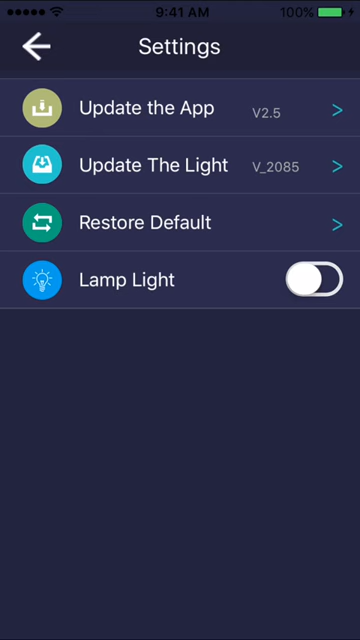 9:41 AM 100%
Settings
Update the App V2.5 >
Update The Light V_2085 >
Restore Default >
Lamp Light